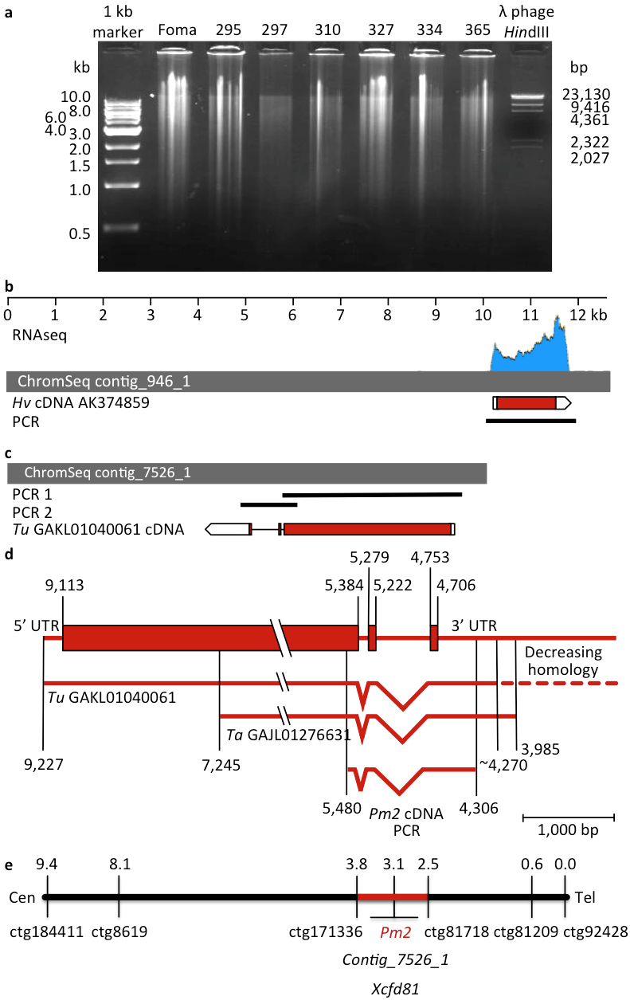 a
1 kb marker Foma 295 297 310 327 334 365 λ phage HindIII
kb bp
10.0 23,130
8.0 9,416
6.0 4,361
4.0 3.0
2.0 2,322
1.5 2,027
1.0
0.5
b
0 1 2 3 4 5 6 7 8 9 10 11 12 kb
RNAseq
ChromSeq contig_946_1
Hv cDNA AK374859
PCR
c
ChromSeq contig_7526_1
PCR 1
PCR 2
Tu GAKL01040061 cDNA
d
5,279 4,753
9,113 5,384 5,222 4,706
5’ UTR 3’ UTR
Decreasing
homology
Tu GAKL01040061
Ta GAJL01276631
3,985
9,227 7,245 ~4,270
5,480 Pm2 cDNA 4,306
PCR
1,000 bp
e
9.4 8.1 3.8 3.1 2.5 0.6 0.0
Cen Tel
ctg184411 ctg8619 ctg171336 Pm2 ctg81718 ctg81209 ctg92428
Contig_7526_1
Xcfd81